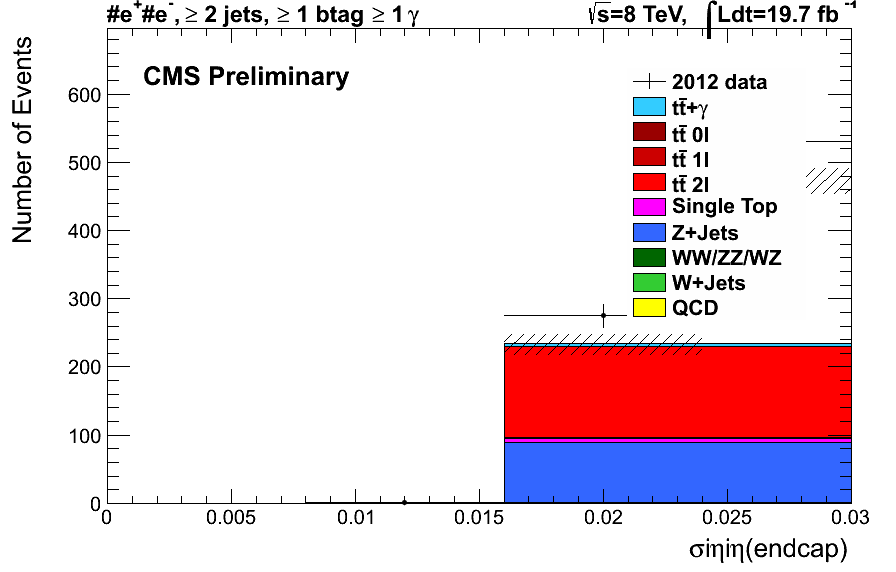 #e+#e-, ≥ 2 jets, ≥ 1 btag ≥ 1 γ
√s=8 TeV, ∫Ldt=19.7 fb-1
CMS Preliminary
2012 data
tt̄+γ
tt̄ 0l
tt̄ 1l
tt̄ 2l
Single Top
Z+Jets
WW/ZZ/WZ
W+Jets
QCD
Number of Events
600
500
400
300
200
100
0
0 0.005 0.01 0.015 0.02 0.025 0.03
σiηiη(endcap)